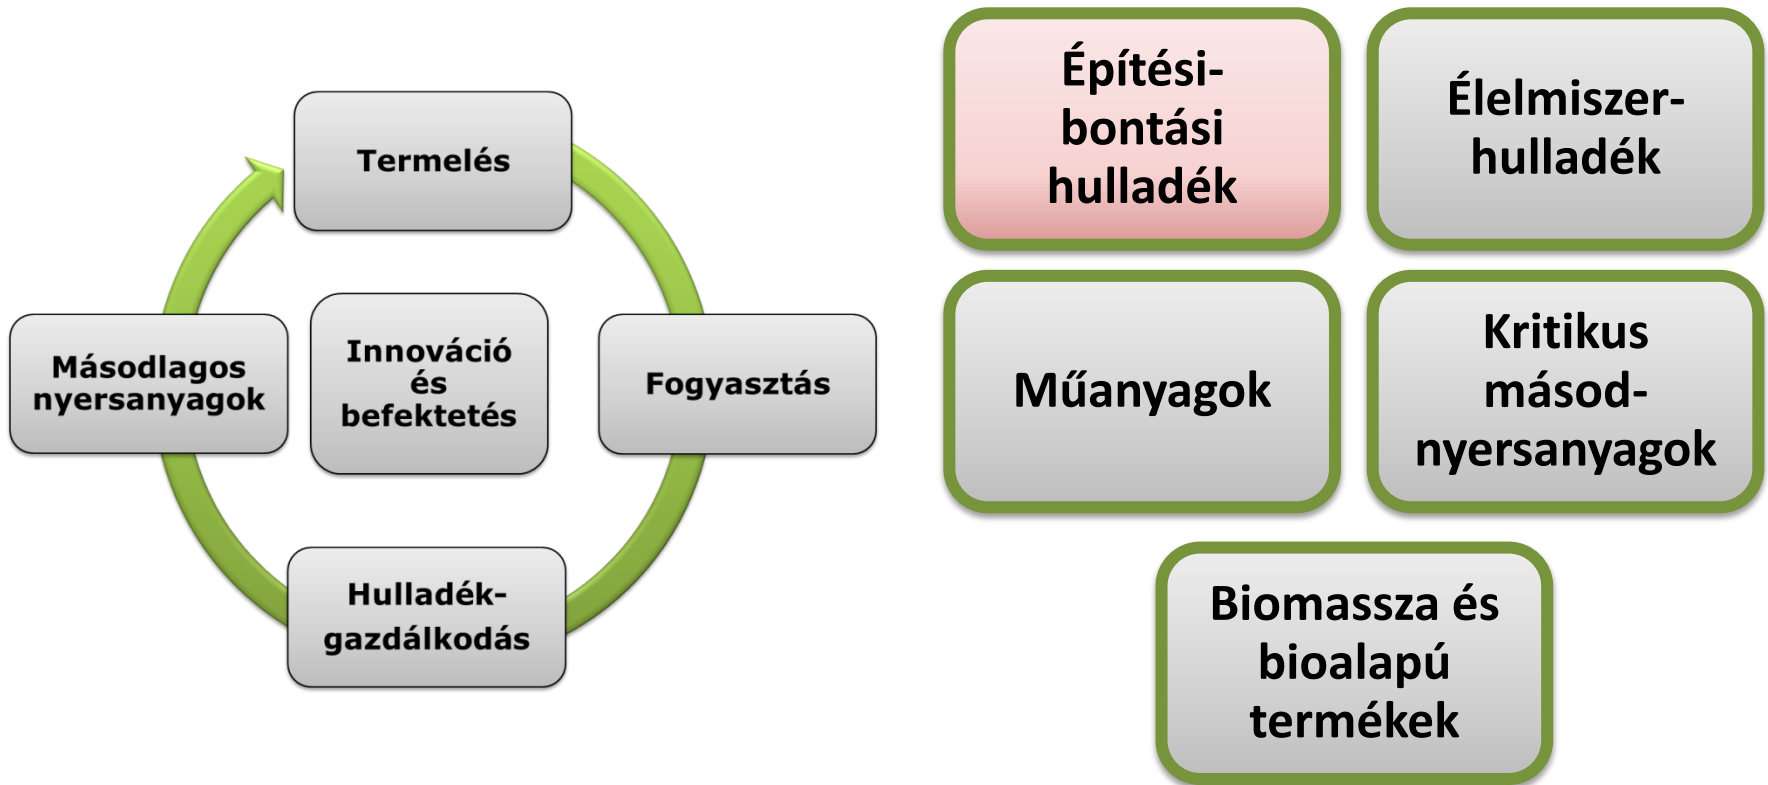 Termelés
Másodlagos
nyersanyagok
Innováció
és
befektetés
Fogyasztás
Hulladék-
gazdálkodás
Építési-
bontási
hulladék
Élelmiszer-
hulladék
Műanyagok
Kritikus
másod-
nyersanyagok
Biomassza és
bioalapú
termékek